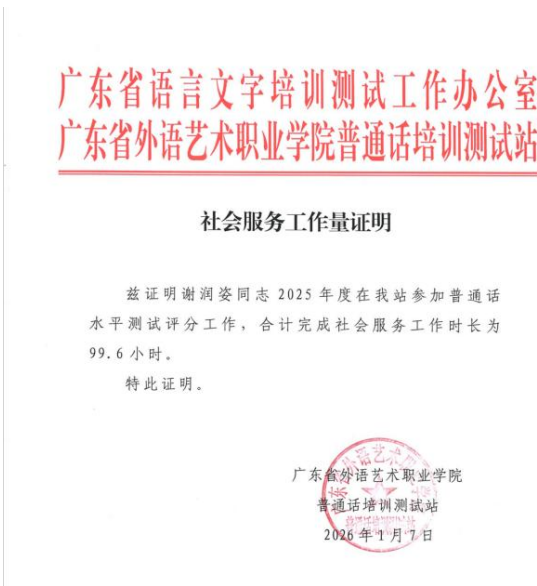 广东省语言文字培训测试工作办公室
广东省外语艺术职业学院普通话培训测试站
社会服务工作量证明
兹证明谢润姿同志 2025 年度在我站参加普通话
水平测试评分工作，合计完成社会服务工作时长为
99.6 小时。
特此证明。
广东省外语艺术职业学院
普通话培训测试站
2026 年 1 月 7 日